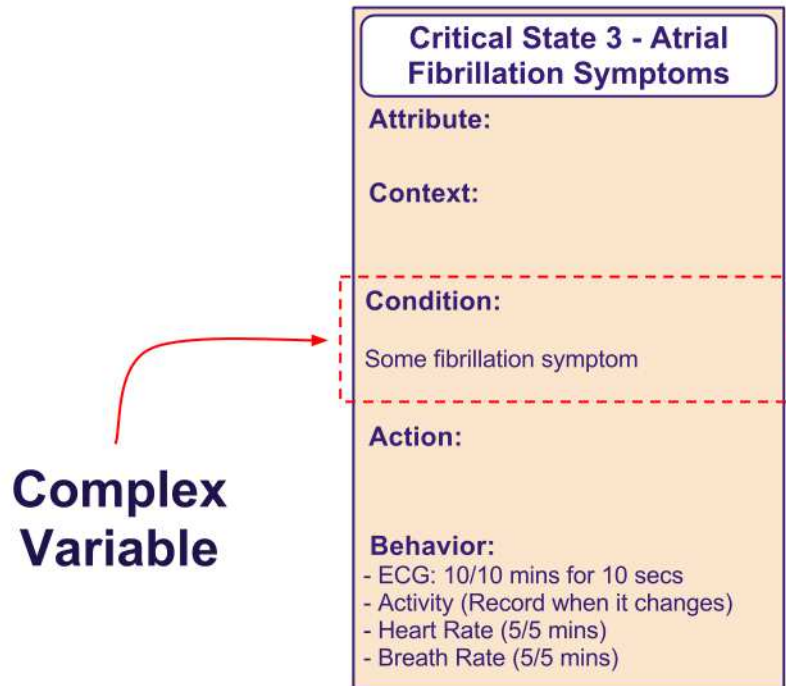 Critical State 3 - Atrial
Fibrillation Symptoms
Attribute:
Context:
Condition:
Some fibrillation symptom
Action:
Complex
Variable
Behavior:
- ECG: 10/10 mins for 10 secs
- Activity (Record when it changes)
- Heart Rate (5/5 mins)
- Breath Rate (5/5 mins)